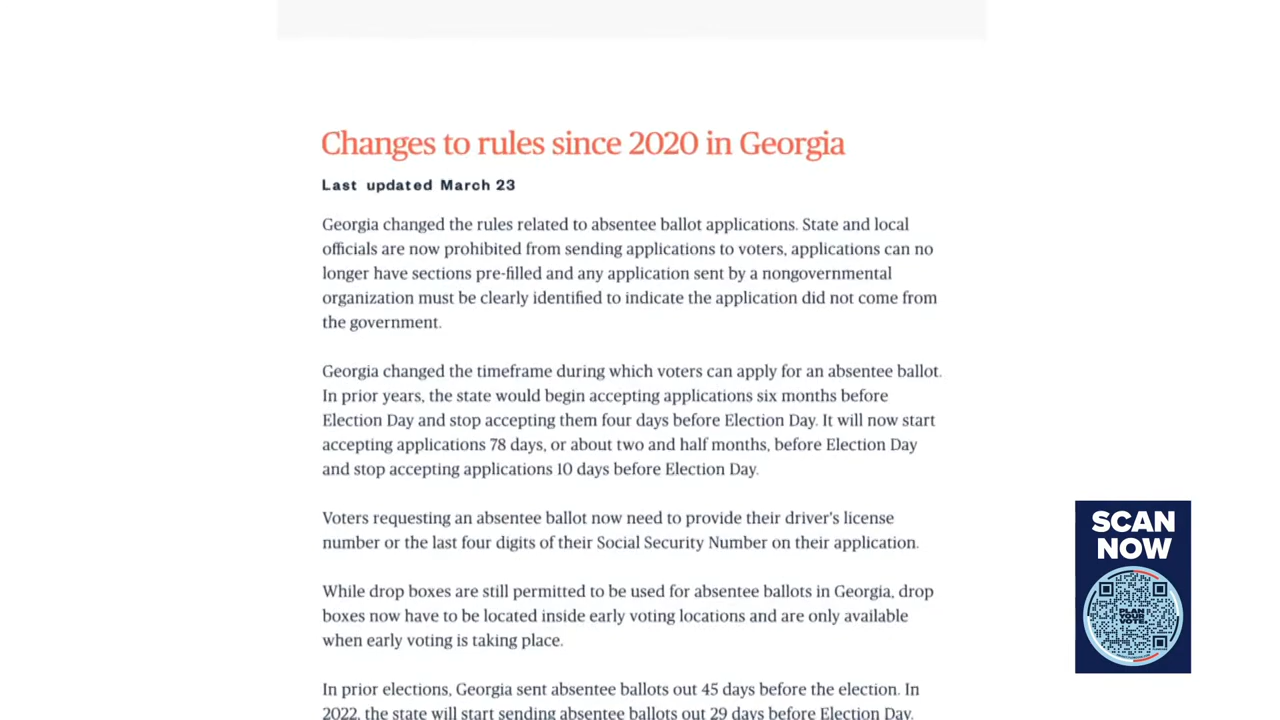 Changes to rules since 2020 in Georgia
Last updated March 23
Georgia changed the rules related to absentee ballot applications. State and local
officials are now prohibited from sending applications to voters, applications can no
longer have sections pre-filled and any application sent by a nongovernmental
organization must be clearly identified to indicate the application did not come from
the government.
Georgia changed the timeframe during which voters can apply for an absentee ballot.
In prior years, the state would begin accepting applications six months before
Election Day and stop accepting them four days before Election Day. It will now start
accepting applications 78 days, or about two and half months, before Election Day
and stop accepting applications 10 days before Election Day.
Voters requesting an absentee ballot now need to provide their driver's license
number or the last four digits of their Social Security Number on their application.
While drop boxes are still permitted to be used for absentee ballots in Georgia, drop
boxes now have to be located inside early voting locations and are only available
when early voting is taking place.
In prior elections, Georgia sent absentee ballots out 45 days before the election. In
2022, the state will start sending absentee ballots out 29 days before Election Day.
SCAN
NOW
PLAN
YOUR
VOTE.